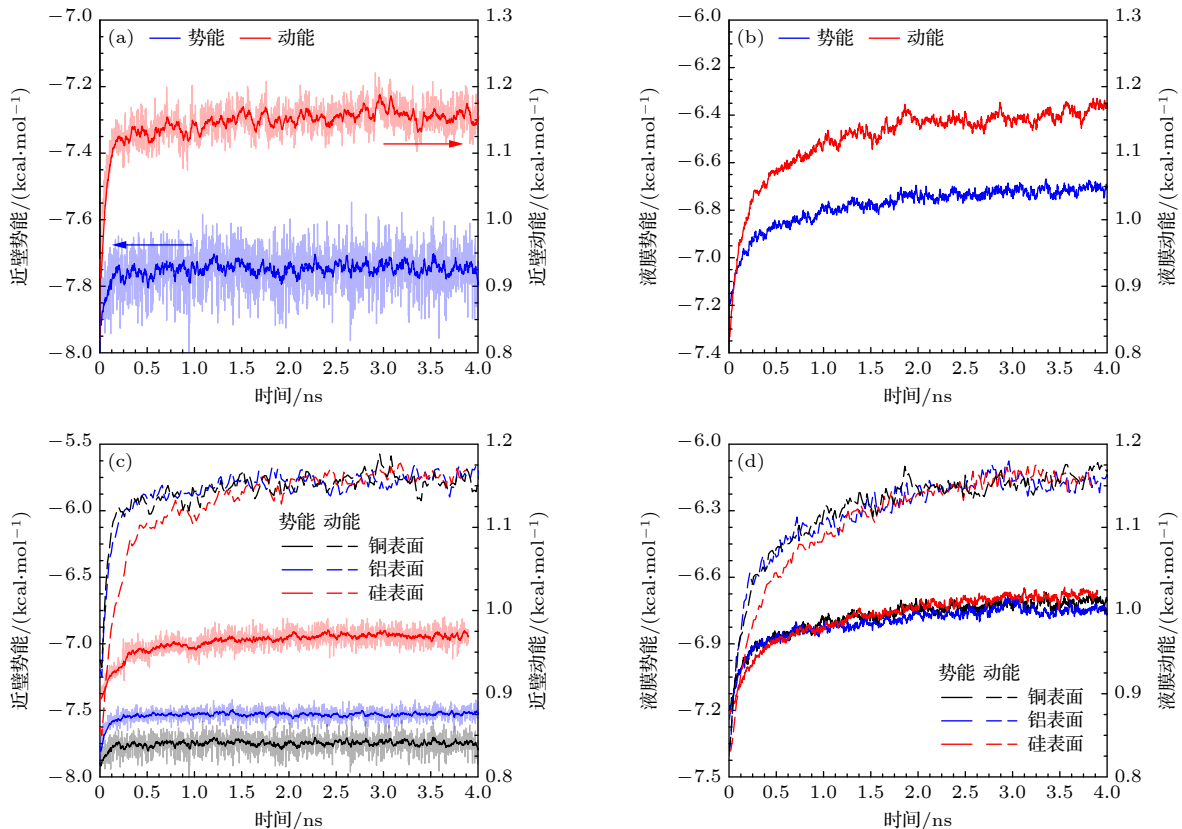 (a) 势能 动能
−7.0
−7.2
−7.4
−7.6
−7.8
−8.0
近壁势能/(kcal·mol⁻¹)
1.3
1.2
1.1
1.0
0.9
0.8
近壁动能/(kcal·mol⁻¹)
0 0.5 1.0 1.5 2.0 2.5 3.0 3.5 4.0
时间/ns
(b) 势能 动能
−6.0
−6.2
−6.4
−6.6
−6.8
−7.0
−7.2
−7.4
液膜势能/(kcal·mol⁻¹)
1.3
1.2
1.1
1.0
0.9
0.8
液膜动能/(kcal·mol⁻¹)
0 0.5 1.0 1.5 2.0 2.5 3.0 3.5 4.0
时间/ns
(c)
−5.5
−6.0
−6.5
−7.0
−7.5
−8.0
近壁势能/(kcal·mol⁻¹)
势能 动能
铜表面
铝表面
硅表面
1.2
1.1
1.0
0.9
0.8
近壁动能/(kcal·mol⁻¹)
0 0.5 1.0 1.5 2.0 2.5 3.0 3.5 4.0
时间/ns
(d)
−6.0
−6.3
−6.6
−6.9
−7.2
−7.5
液膜势能/(kcal·mol⁻¹)
势能 动能
铜表面
铝表面
硅表面
1.2
1.1
1.0
0.9
0.8
液膜动能/(kcal·mol⁻¹)
0 0.5 1.0 1.5 2.0 2.5 3.0 3.5 4.0
时间/ns